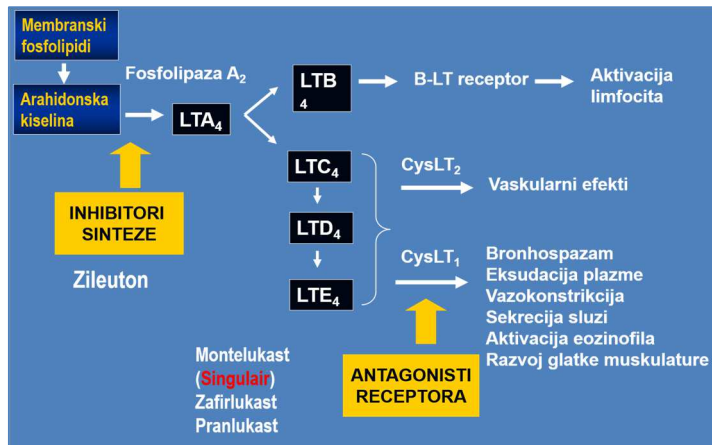 Membranski
fosfolipidi
Fosfolipaza A₂
Arahidonska
kiselina
LTA₄
LTB
4
B-LT receptor
Aktivacija
limfocita
LTC₄
CysLT₂
Vaskularni efekti
INHIBITORI
SINTEZE
LTD₄
Zileuton
LTE₄
CysLT₁
Bronhospazam
Eksudacija plazme
Vazokonstrikcija
Sekrecija sluzi
Aktivacija eozinofila
Razvoj glatke muskulature
Montelukast
(Singulair)
Zafirlukast
Pranlukast
ANTAGONISTI
RECEPTORA